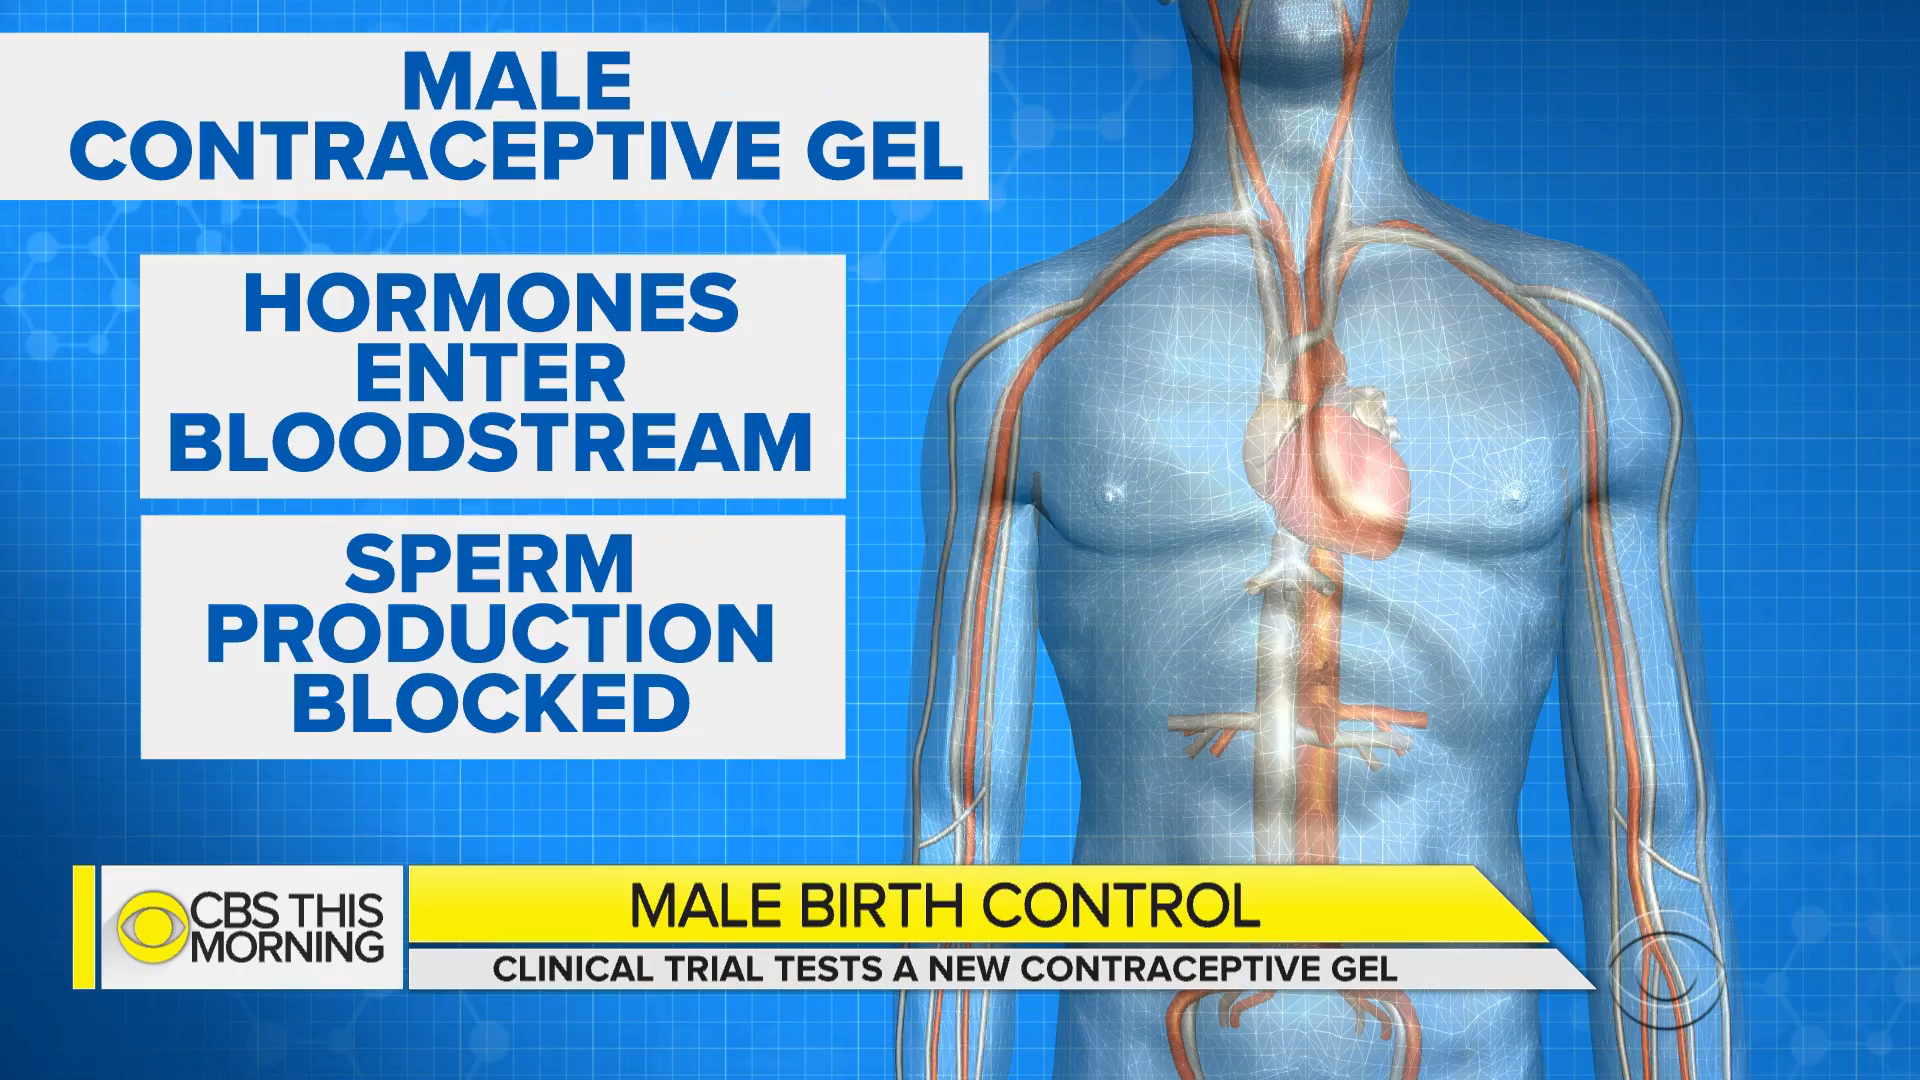 MALE
CONTRACEPTIVE GEL
HORMONES
ENTER
BLOODSTREAM
SPERM
PRODUCTION
BLOCKED
CBS THIS
MORNING
MALE BIRTH CONTROL
CLINICAL TRIAL TESTS A NEW CONTRACEPTIVE GEL